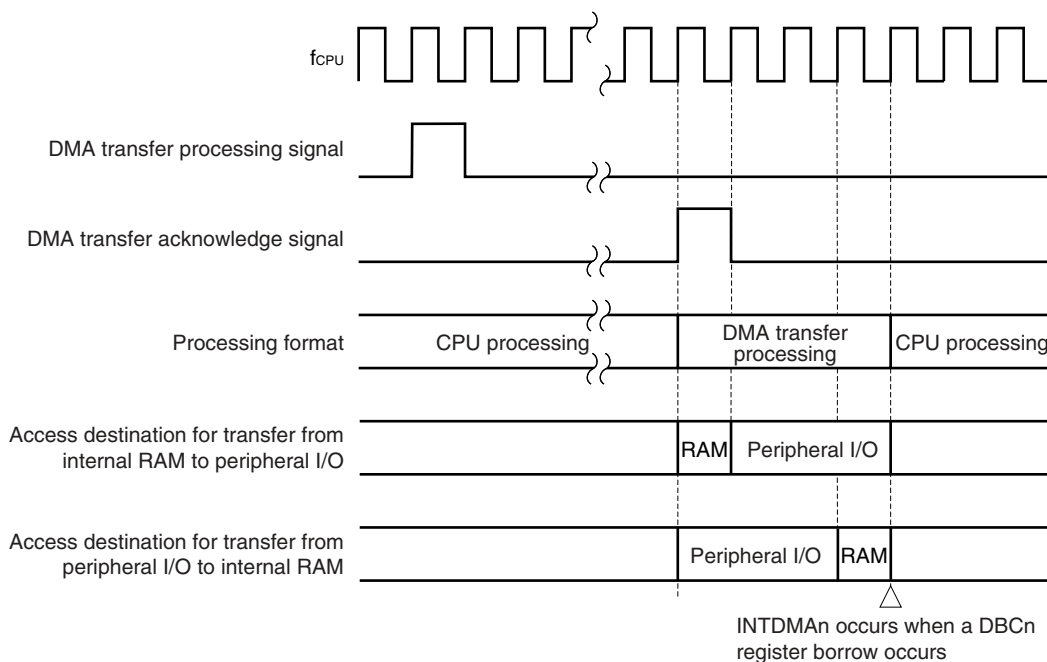 fCPU
DMA transfer processing signal
DMA transfer acknowledge signal
Processing format
CPU processing
DMA transfer
processing
CPU processing
Access destination for transfer from
internal RAM to peripheral I/O
RAM
Peripheral I/O
Access destination for transfer from
peripheral I/O to internal RAM
Peripheral I/O
RAM
INTDMAn occurs when a DBCn
register borrow occurs